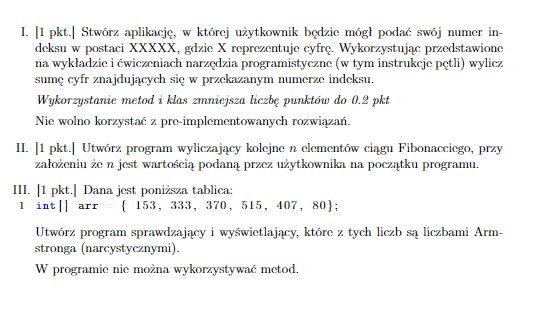 I. [1 pkt.] Stwórz aplikację, w której użytkownik będzie mógł podać swój numer in-
deksu w postaci XXXXX, gdzie X reprezentuje cyfrę. Wykorzystując przedstawione
na wykładzie i ćwiczeniach narzędzia programistyczne (w tym instrukcje pętli) wylicz
sumę cyfr znajdujących się w przekazanym numerze indeksu.
Wykorzystanie metod i klas zmniejsza liczbę punktów do 0.2 pkt
Nie wolno korzystać z pre-implementowanych rozwiązań.
II. [1 pkt.] Utwórz program wyliczający kolejne n elementów ciągu Fibonacciego, przy
założeniu że n jest wartością podaną przez użytkownika na początku programu.
III. [1 pkt.] Dana jest poniższa tablica:
1 int[] arr = { 153, 333, 370, 515, 407, 80};
Utwórz program sprawdzający i wyświetlający, które z tych liczb są liczbami Arm-
stronga (narcystycznymi).
W programie nie można wykorzystywać metod.